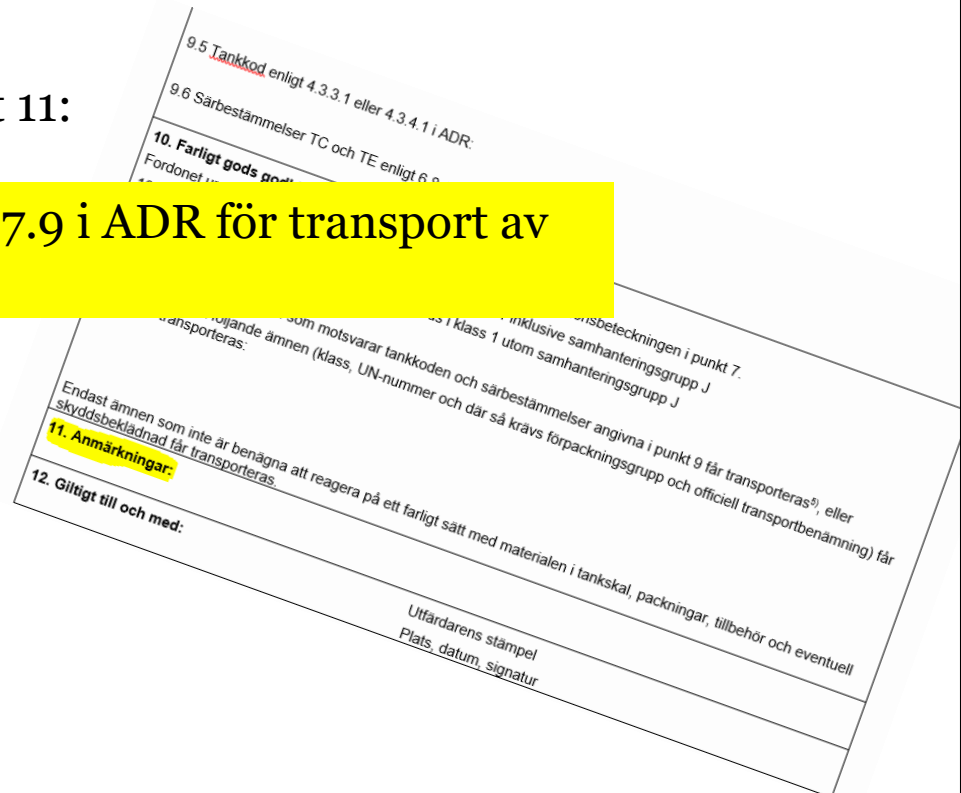 11:
7.9 i ADR för transport av
9.5 Tankkod enligt 4.3.3.1 eller 4.3.4.1 i ADR:
9.6 Särbestämmelser TC och TE enligt
10. Farligt gods
Fordonet
i punkt 7.
inklusive samhanteringsgrupp J
i klass 1 utom samhanteringsgrupp J
som motsvarar tankkoden och särbestämmelser angivna i punkt 9 får transporteras⁵⁾, eller
följande ämnen (klass, UN-nummer och där så krävs förpackningsgrupp och officiell transportbenämning) får
transporteras:
Endast ämnen som inte är benägna att reagera på ett farligt sätt med materialen i tankskal, packningar, tillbehör och eventuell
skyddsbeklädnad får transporteras.
11. Anmärkningar:
12. Giltigt till och med:
Utfärdarens stämpel
Plats, datum, signatur